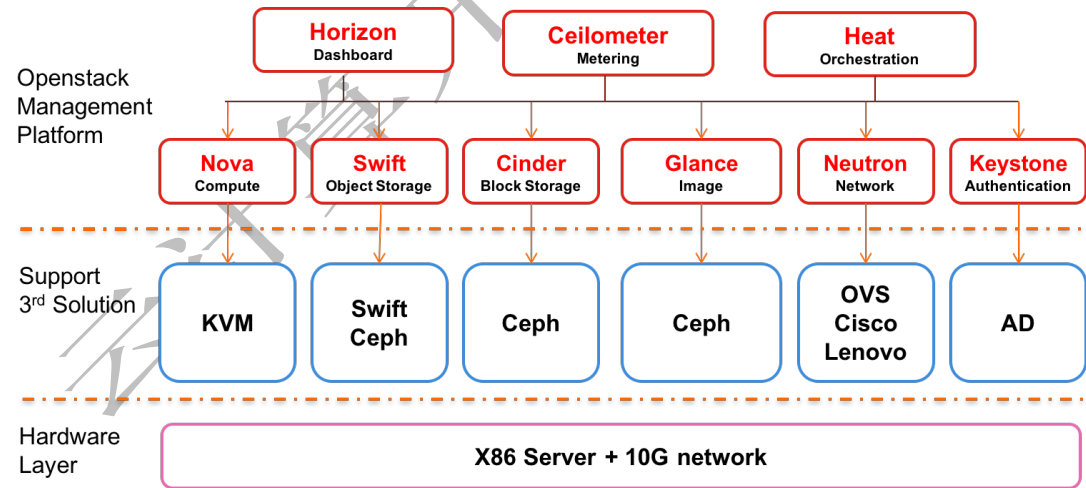 Horizon
Dashboard
Ceilometer
Metering
Heat
Orchestration
Openstack
Management
Platform
Nova
Compute
Swift
Object Storage
Cinder
Block Storage
Glance
Image
Neutron
Network
Keystone
Authentication
Support
3rd Solution
KVM
Swift
Ceph
Ceph
Ceph
OVS
Cisco
Lenovo
AD
Hardware
Layer
X86 Server + 10G network